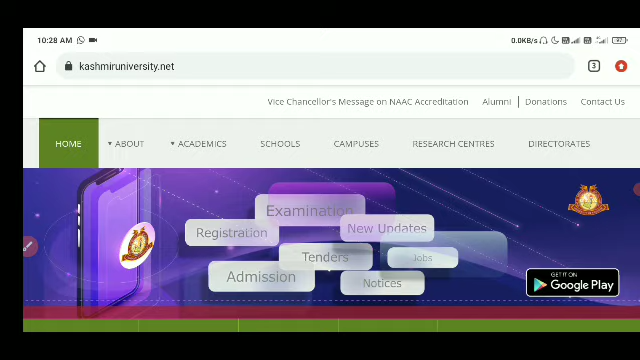 10:28 AM 0.0KB/s 97
kashmiruniversity.net 3
Vice Chancellor's Message on NAAC Accreditation Alumni Donations Contact Us
HOME ABOUT ACADEMICS SCHOOLS CAMPUSES RESEARCH CENTRES DIRECTORATES
Examination
Registration New Updates
Tenders Jobs
Admission Notices
GET IT ON
Google Play